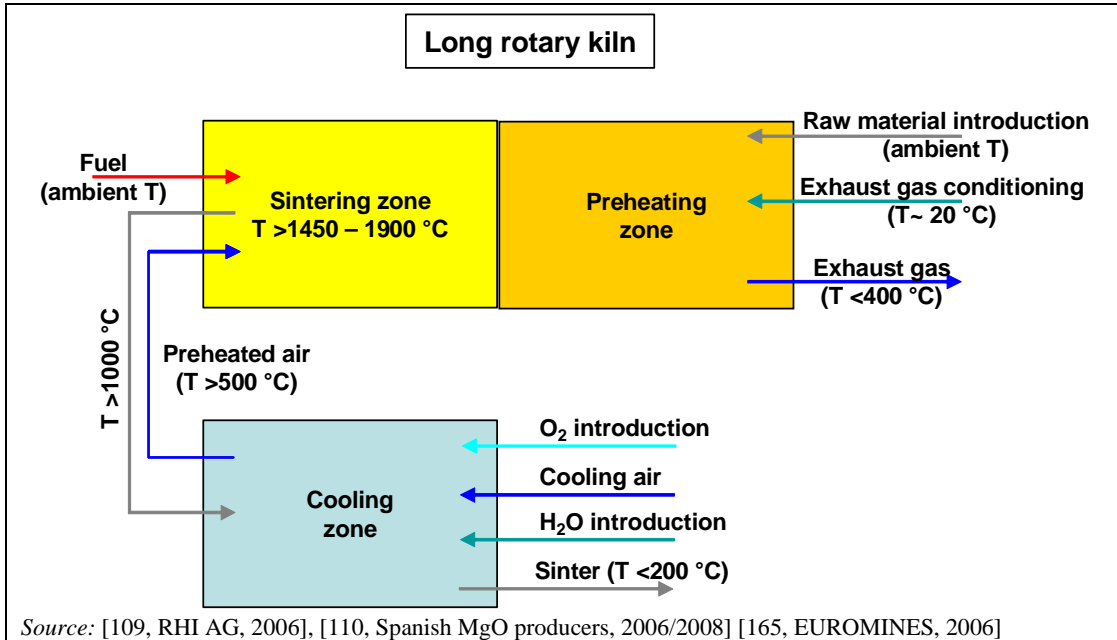 Long rotary kiln
Raw material introduction
(ambient T)
Fuel
(ambient T)
Sintering zone
T >1450 – 1900 °C
Preheating
zone
Exhaust gas conditioning
(T~ 20 °C)
Exhaust gas
(T <400 °C)
T >1000 °C
Preheated air
(T >500 °C)
O₂ introduction
Cooling air
Cooling
zone
H₂O introduction
Sinter (T <200 °C)
Source: [109, RHI AG, 2006], [110, Spanish MgO producers, 2006/2008] [165, EUROMINES, 2006]